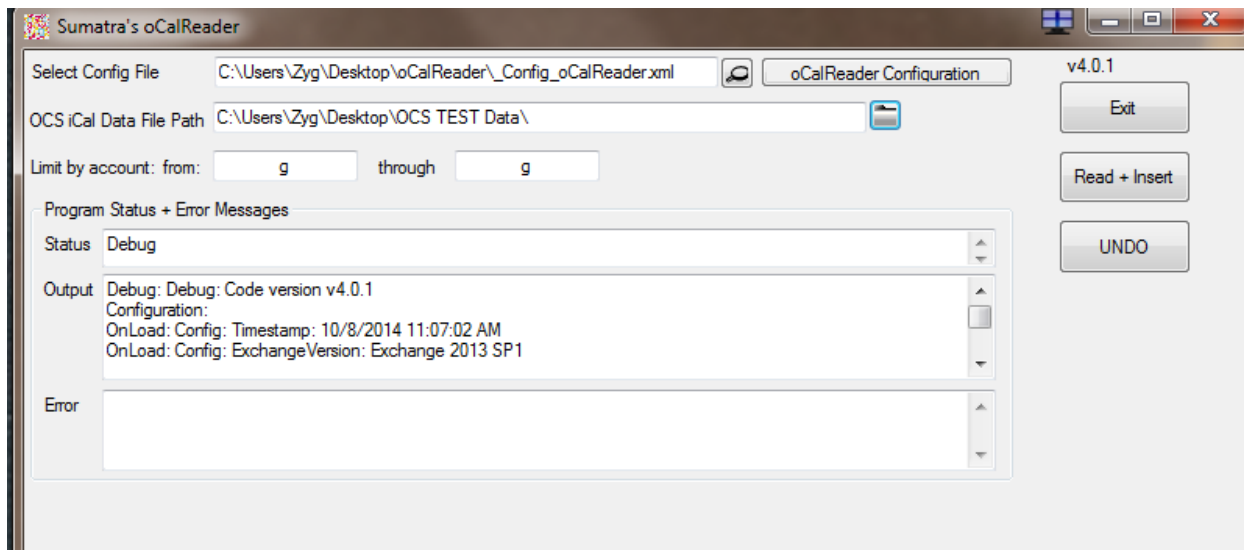 Sumatra's oCalReader
Select Config File C:\Users\Zyg\Desktop\oCalReader\_Config_oCalReader.xml oCalReader Configuration v4.0.1
Exit
OCS iCal Data File Path C:\Users\Zyg\Desktop\OCS TEST Data\
Limit by account: from: g through g
Read + Insert
Program Status + Error Messages
Status Debug
UNDO
Output Debug: Debug: Code version v4.0.1
Configuration:
OnLoad: Config: Timestamp: 10/8/2014 11:07:02 AM
OnLoad: Config: ExchangeVersion: Exchange 2013 SP1
Error